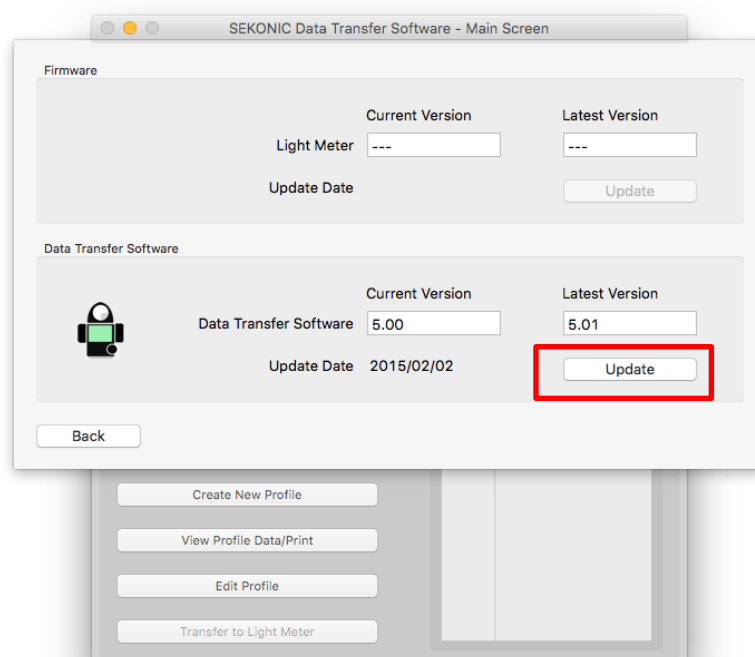 SEKONIC Data Transfer Software - Main Screen
Firmware
Current Version Latest Version
Light Meter --- ---
Update Date Update
Data Transfer Software
Current Version Latest Version
Data Transfer Software 5.00 5.01
Update Date 2015/02/02 Update
Back
Create New Profile
View Profile Data/Print
Edit Profile
Transfer to Light Meter